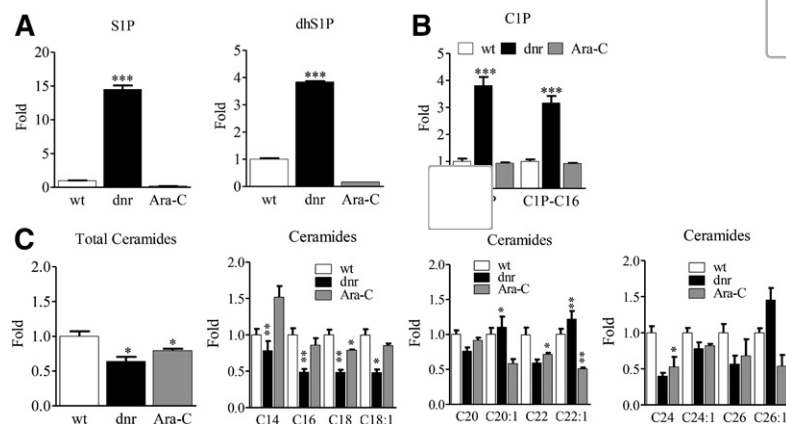 A
S1P
Fold
20
15
10
5
0
***
wt
dnr
Ara-C
dhS1P
Fold
5
4
3
2
1
0
***
wt
dnr
Ara-C
B
C1P
wt
dnr
Ara-C
Fold
5
4
3
2
1
***
***
C1P-C16
C
Total Ceramides
Fold
2.0
1.5
1.0
0.5
0.0
*
*
wt
dnr
Ara-C
Ceramides
wt
dnr
Ara-C
Fold
2.0
1.5
1.0
0.5
0.0
**
**
**
*
*
C14
C16
C18
C18:1
Ceramides
wt
dnr
Ara-C
Fold
2.0
1.5
1.0
0.5
0.0
*
*
**
**
C20
C20:1
C22
C22:1
Ceramides
wt
dnr
Ara-C
Fold
2.0
1.5
1.0
0.5
0.0
*
C24
C24:1
C26
C26:1